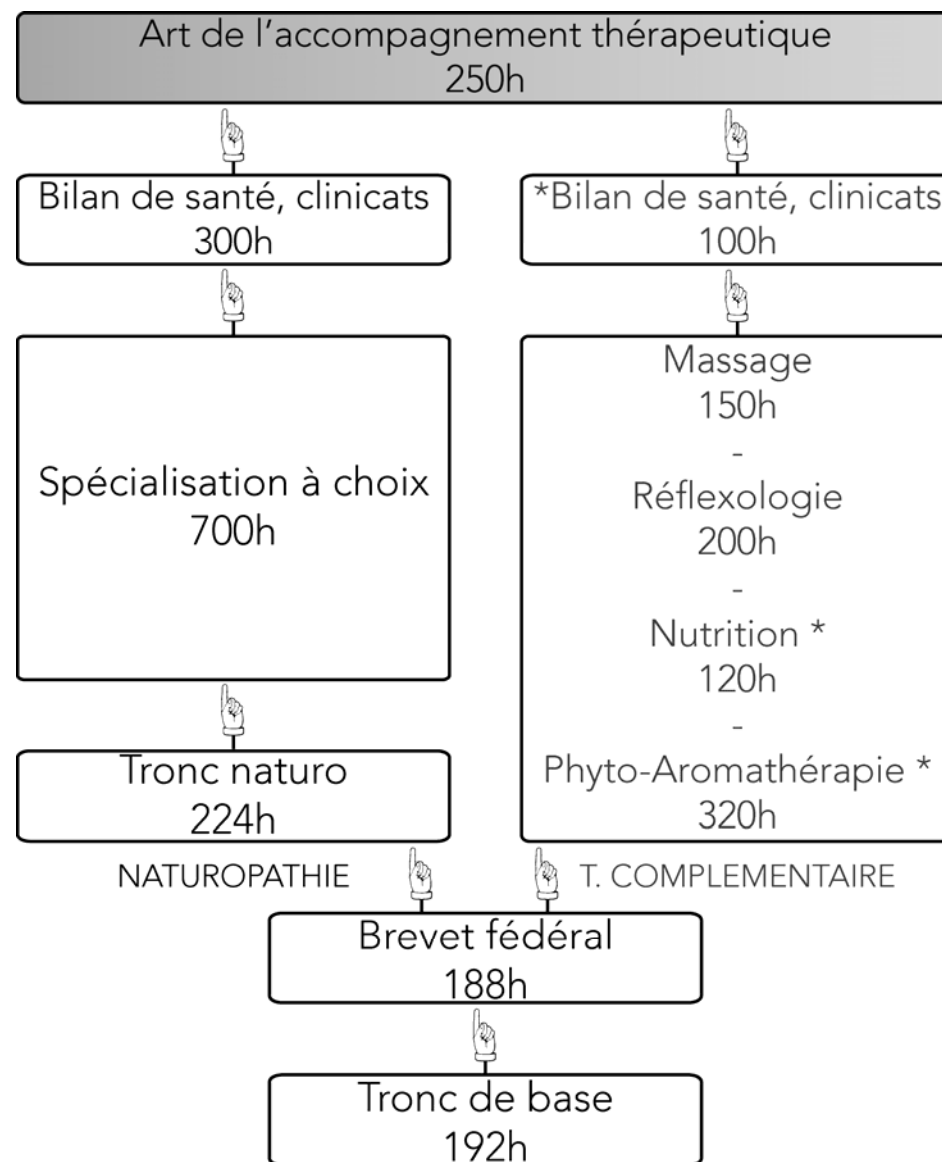 Art de l'accompagnement thérapeutique
250h
Bilan de santé, clinicats
300h
*Bilan de santé, clinicats
100h
Spécialisation à choix
700h
Massage
150h
-
Réflexologie
200h
-
Nutrition *
120h
-
Phyto-Aromathérapie *
320h
Tronc naturo
224h
NATUROPATHIE
T. COMPLEMENTAIRE
Brevet fédéral
188h
Tronc de base
192h